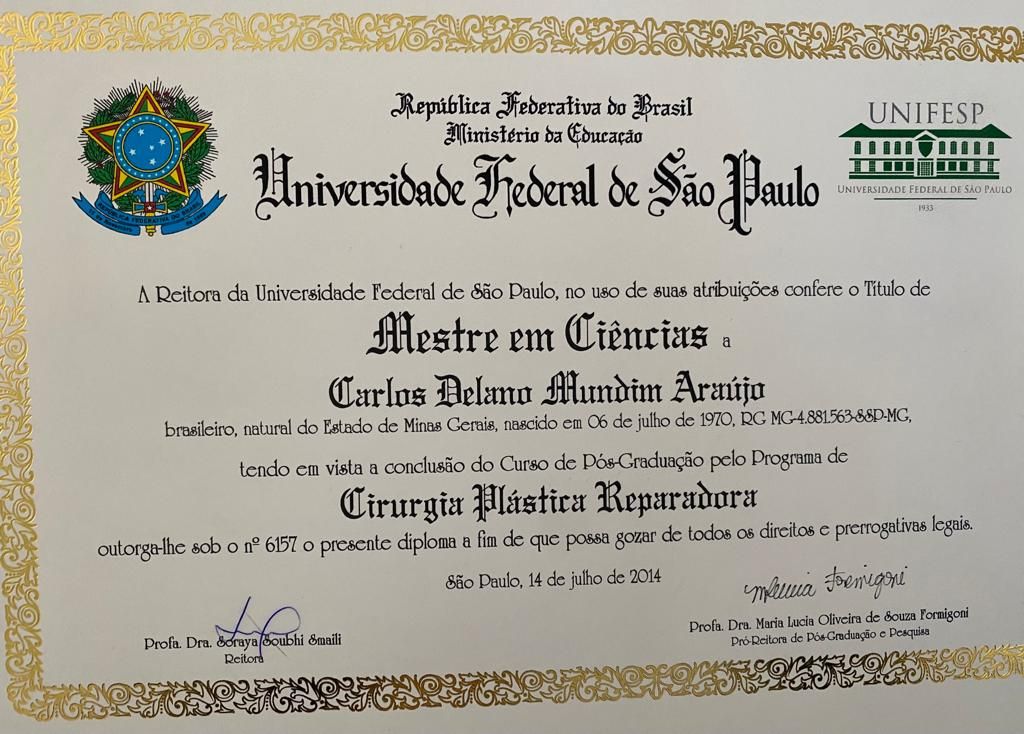 República Federativa do Brasil
Ministério da Educação
Universidade Federal de São Paulo
UNIFESP
UNIVERSIDADE FEDERAL DE SÃO PAULO
1933
A Reitora da Universidade Federal de São Paulo, no uso de suas atribuições confere o Título de
Mestre em Ciências a
Carlos Delano Mundim Araújo
brasileiro, natural do Estado de Minas Gerais, nascido em 06 de julho de 1970, RG MG-4.881.563-SSP-MG,
tendo em vista a conclusão do Curso de Pós-Graduação pelo Programa de
Cirurgia Plástica Reparadora
outorga-lhe sob o nº 6157 o presente diploma a fim de que possa gozar de todos os direitos e prerrogativas legais.
São Paulo, 14 de julho de 2014
Profa. Dra. Soraya Soubhi Smaili
Reitora
Profa. Dra. Maria Lucia Oliveira de Souza Formigoni
Pró-Reitora de Pós-Graduação e Pesquisa